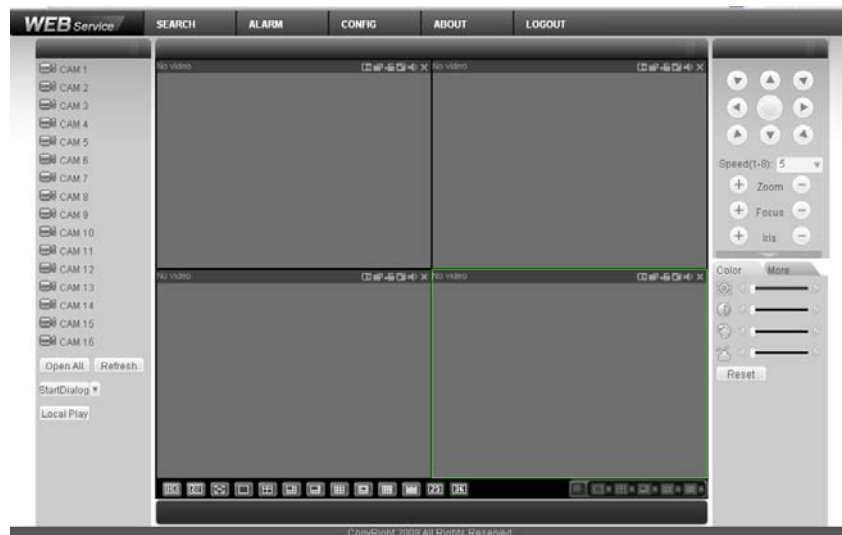 WEB Service SEARCH ALARM CONFIG ABOUT LOGOUT
CAM 1
CAM 2
CAM 3
CAM 4
CAM 5
CAM 6
CAM 7
CAM 8
CAM 9
CAM 10
CAM 11
CAM 12
CAM 13
CAM 14
CAM 15
CAM 16
Open All Refresh
StartDialog
Local Play
No Video
No Video
No Video
No Video
25 36
Speed(1-8): 5
Zoom
Focus
Iris
Color More
Reset
CopyRight 2008 All Rights Reserved